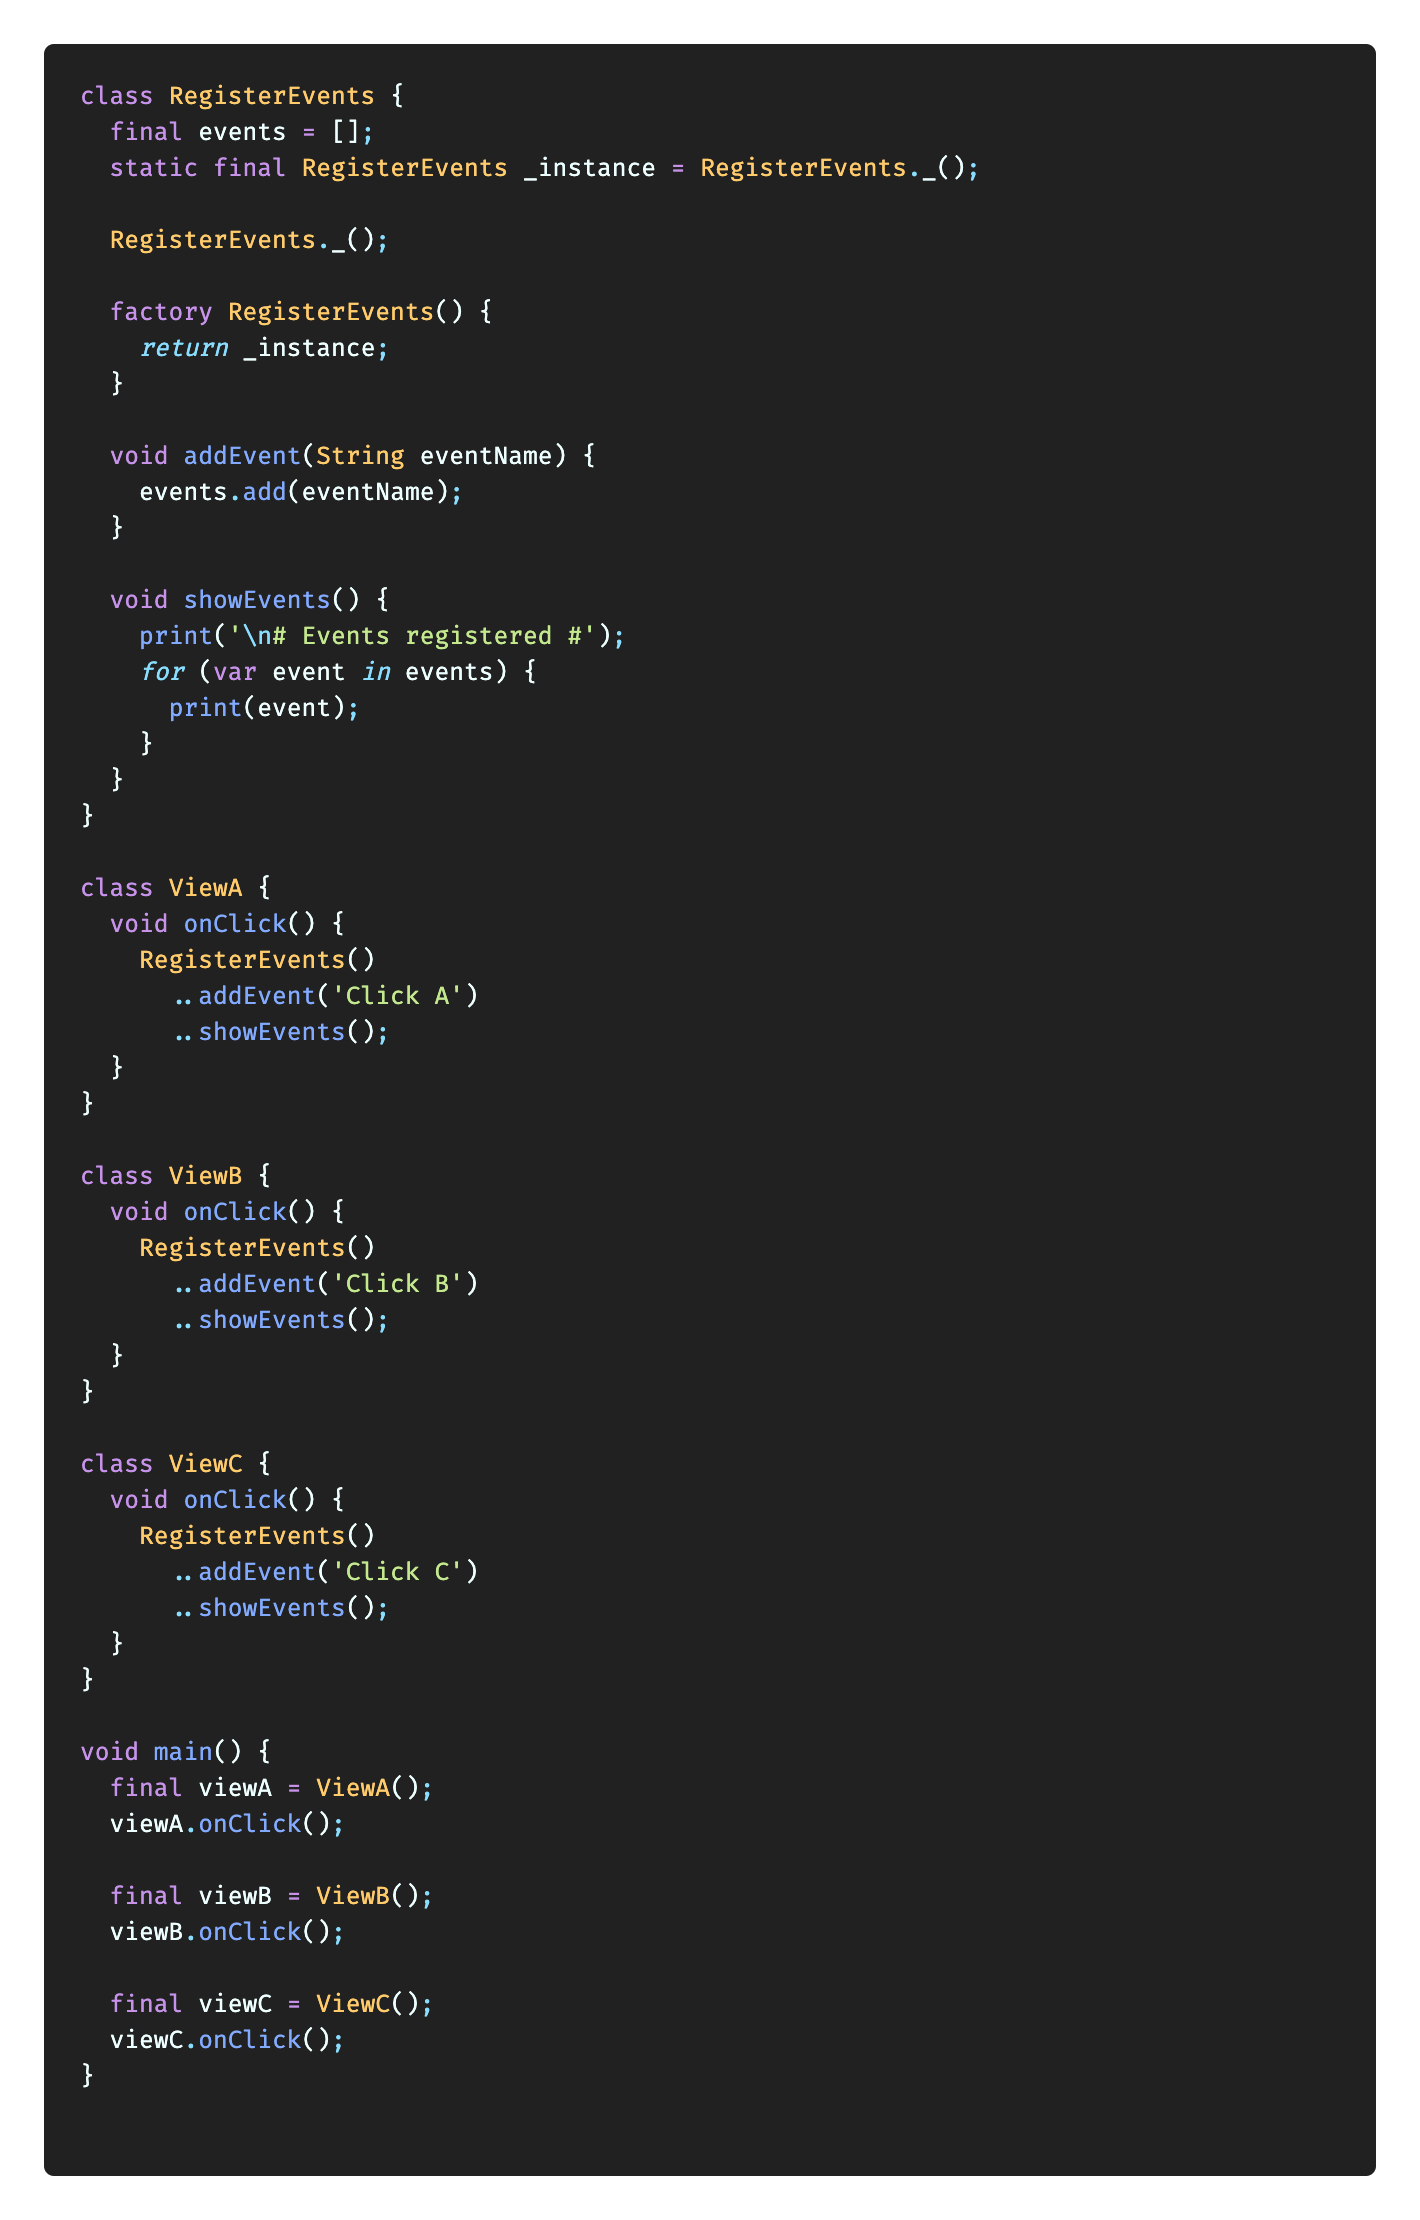 class RegisterEvents {
  final events = [];
  static final RegisterEvents _instance = RegisterEvents._();

  RegisterEvents._();

  factory RegisterEvents() {
    return _instance;
  }

  void addEvent(String eventName) {
    events.add(eventName);
  }

  void showEvents() {
    print('\n# Events registered #');
    for (var event in events) {
      print(event);
    }
  }
}

class ViewA {
  void onClick() {
    RegisterEvents()
      ..addEvent('Click A')
      ..showEvents();
  }
}

class ViewB {
  void onClick() {
    RegisterEvents()
      ..addEvent('Click B')
      ..showEvents();
  }
}

class ViewC {
  void onClick() {
    RegisterEvents()
      ..addEvent('Click C')
      ..showEvents();
  }
}

void main() {
  final viewA = ViewA();
  viewA.onClick();

  final viewB = ViewB();
  viewB.onClick();

  final viewC = ViewC();
  viewC.onClick();
}